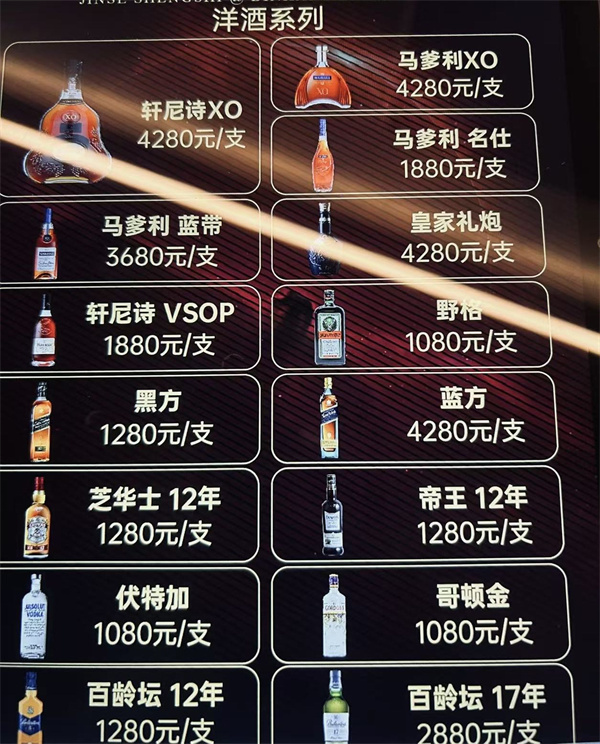 洋酒系列
轩尼诗XO
4280元/支
马爹利XO
4280元/支
马爹利 名仕
1880元/支
马爹利 蓝带
3680元/支
皇家礼炮
4280元/支
轩尼诗 VSOP
1880元/支
野格
1080元/支
黑方
1280元/支
蓝方
4280元/支
芝华士 12年
1280元/支
帝王 12年
1280元/支
ABSOLUT
VODKA
伏特加
1080元/支
哥顿金
1080元/支
百龄坛 12年
1280元/支
百龄坛 17年
2880元/支